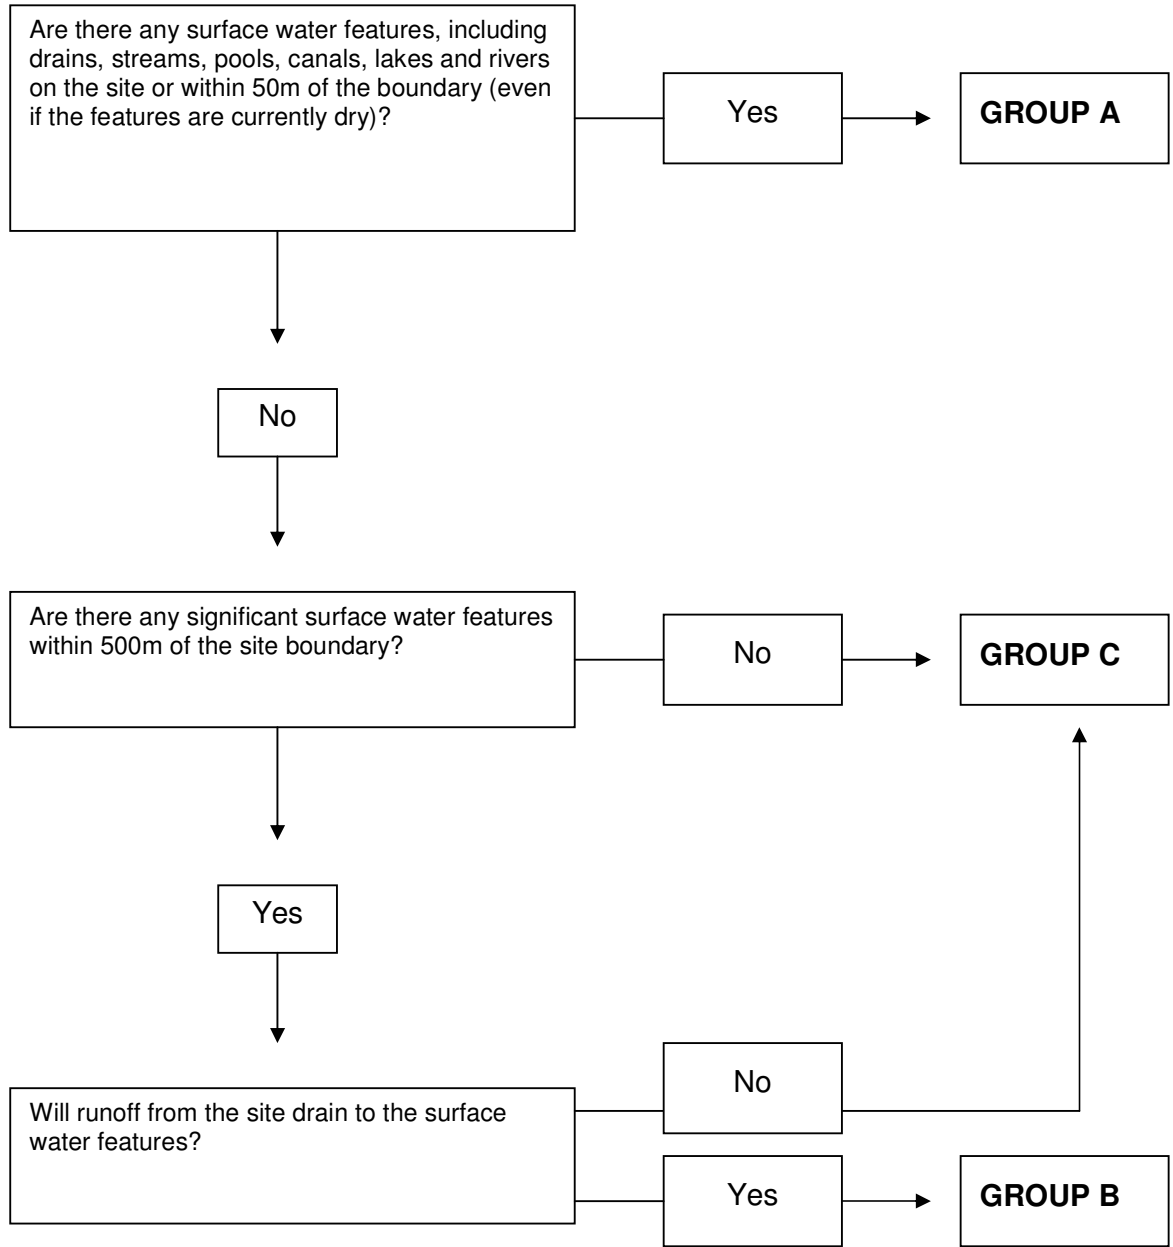 Are there any surface water features, including
drains, streams, pools, canals, lakes and rivers
on the site or within 50m of the boundary (even
if the features are currently dry)?
Yes
GROUP A
No
Are there any significant surface water features
within 500m of the site boundary?
No
GROUP C
Yes
Will runoff from the site drain to the surface
water features?
No
Yes
GROUP B